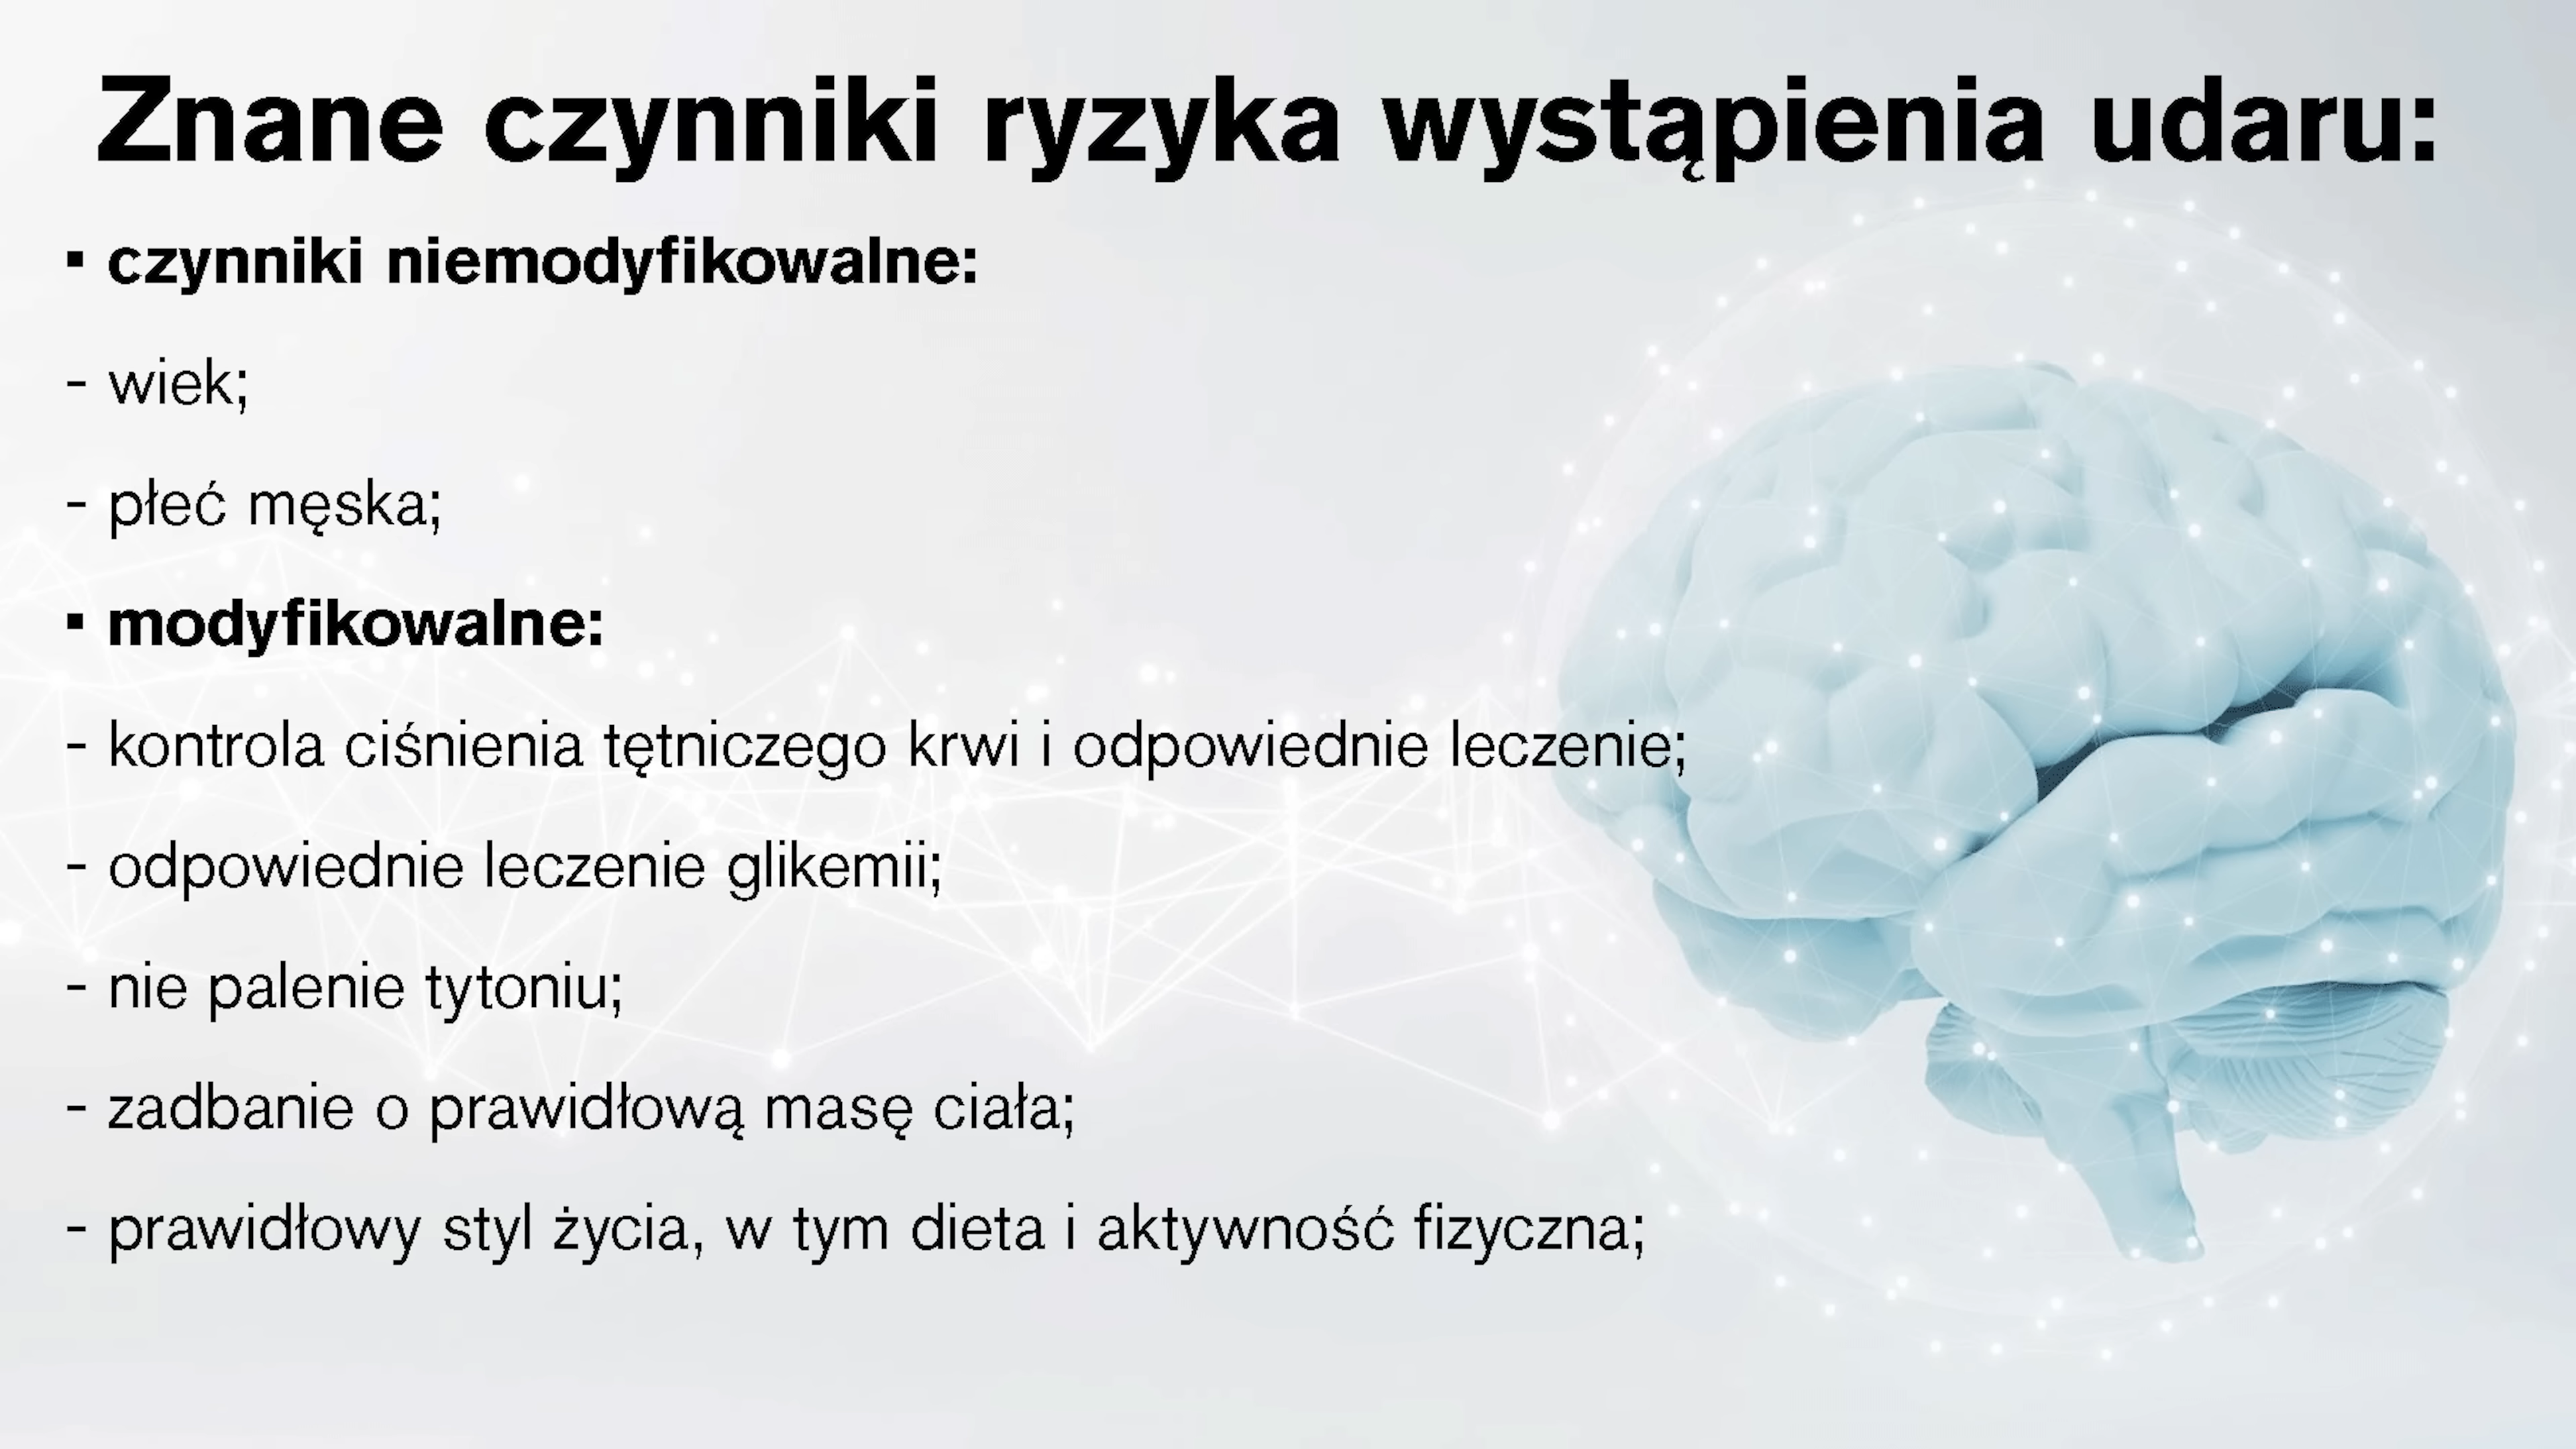 Znane czynniki ryzyka wystąpienia udaru:
▪ czynniki niemodyfikowalne:
- wiek;
- płeć męska;
▪ modyfikowalne:
- kontrola ciśnienia tętniczego krwi i odpowiednie leczenie;
- odpowiednie leczenie glikemii;
- nie palenie tytoniu;
- zadbanie o prawidłową masę ciała;
- prawidłowy styl życia, w tym dieta i aktywność fizyczna;